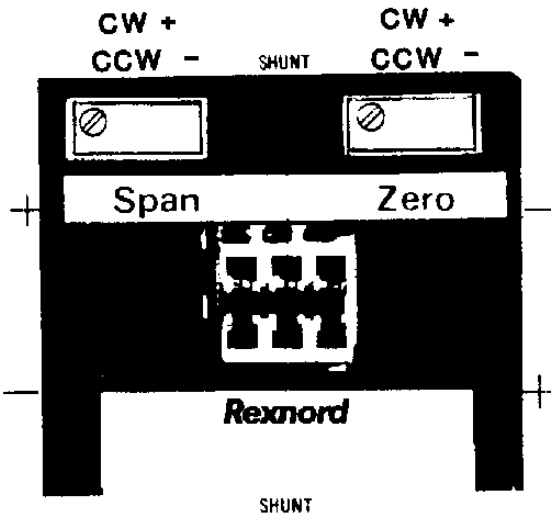 CW + CW +
CCW - SHUNT CCW -
Span Zero
Rexnord
SHUNT